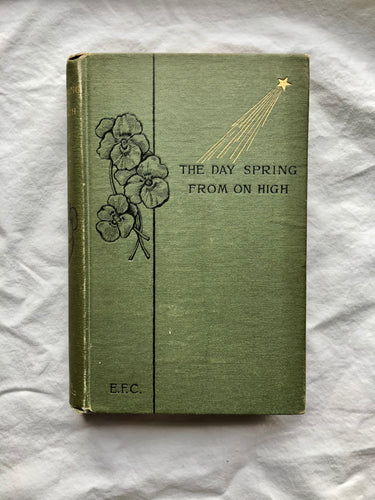 THE DAY SPRING
FROM ON HIGH
E.F.C.